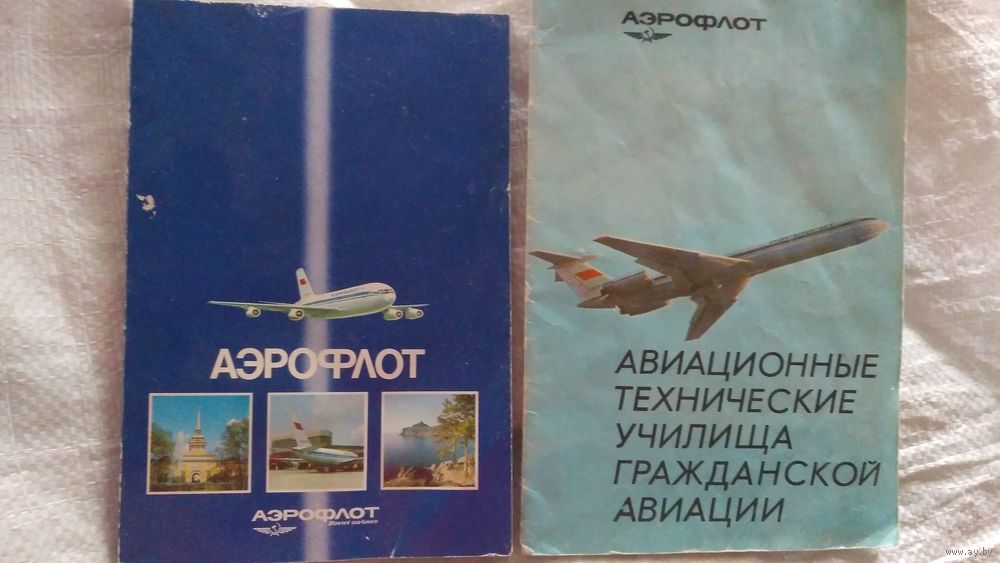 АЭРОФЛОТ
АЭРОФЛОТ
Soviet airlines
АЭРОФЛОТ
АВИАЦИОННЫЕ
ТЕХНИЧЕСКИЕ
УЧИЛИЩА
ГРАЖДАНСКОЙ
АВИАЦИИ
www.ay.by